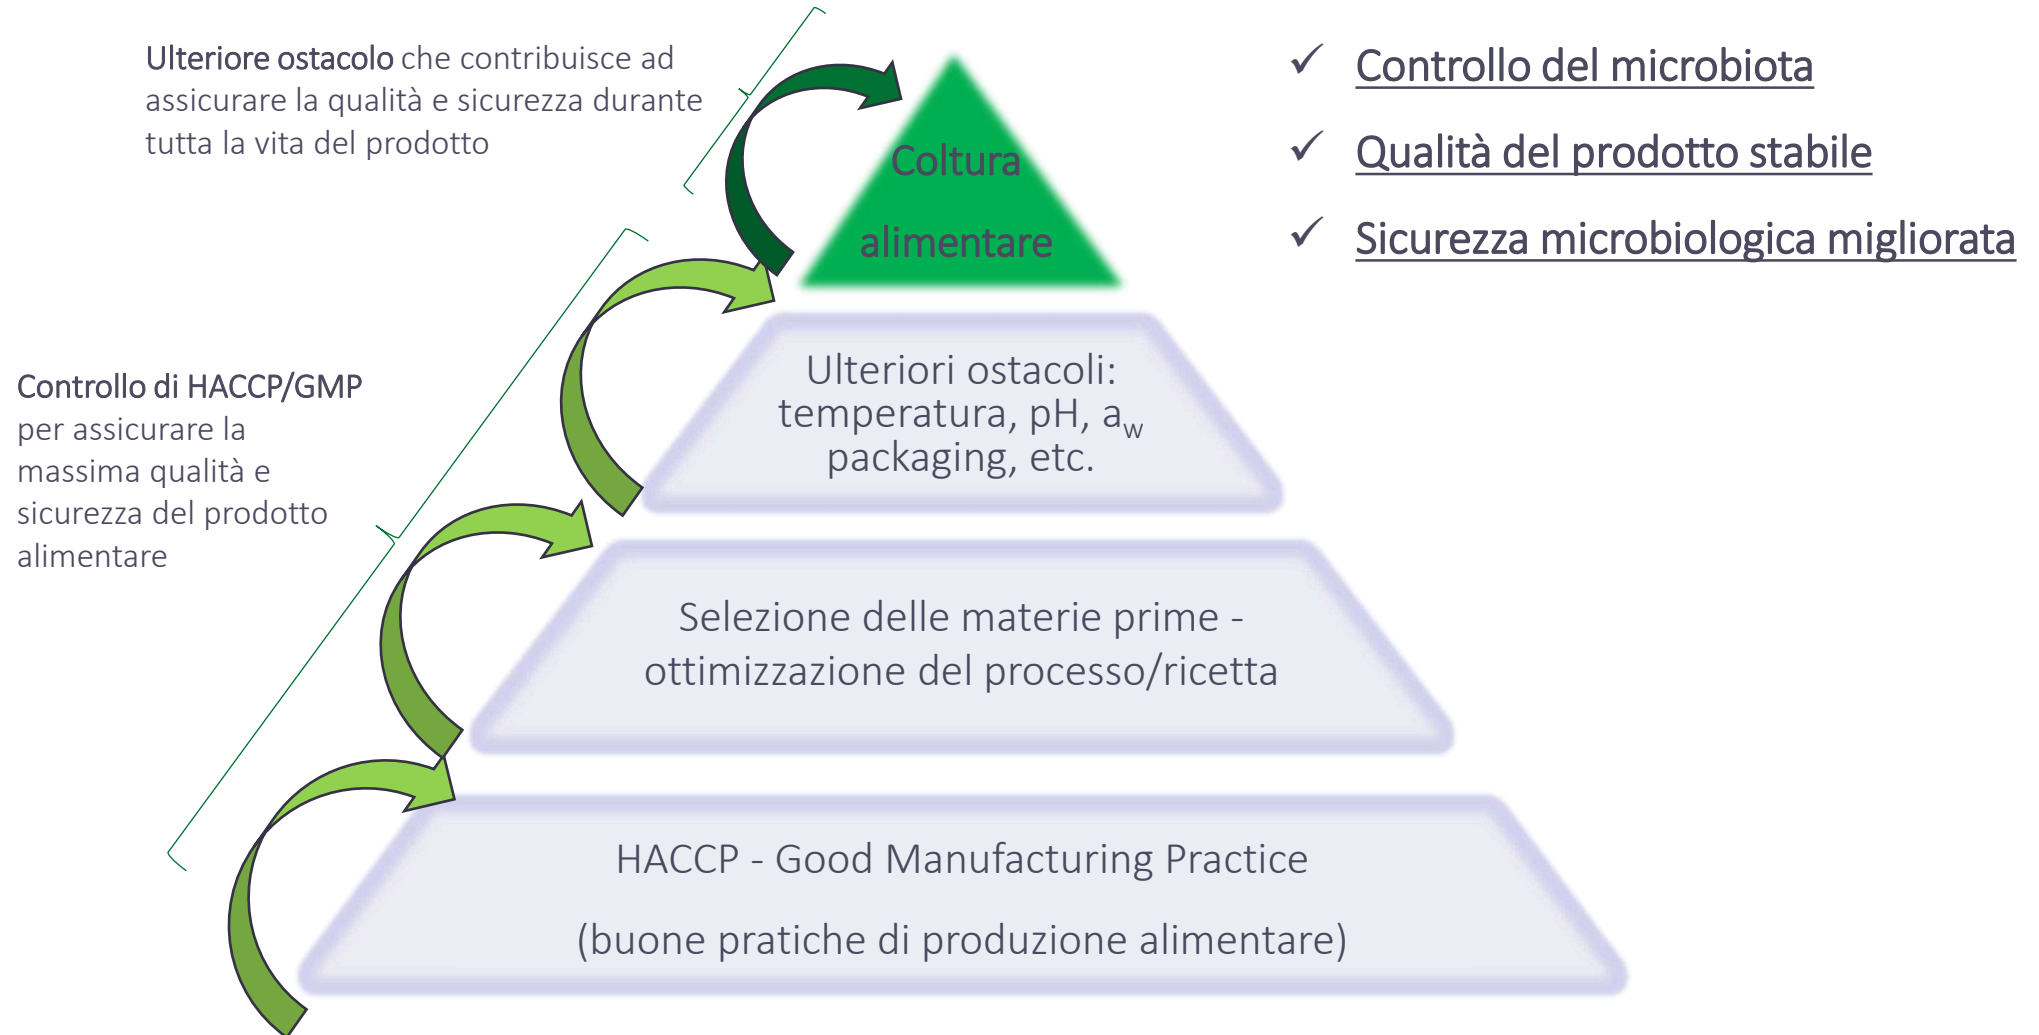 Ulteriore ostacolo che contribuisce ad
assicurare la qualità e sicurezza durante
tutta la vita del prodotto
✓ Controllo del microbiota
✓ Qualità del prodotto stabile
✓ Sicurezza microbiologica migliorata
Coltura
alimentare
Controllo di HACCP/GMP
per assicurare la
massima qualità e
sicurezza del prodotto
alimentare
Ulteriori ostacoli:
temperatura, pH, aw
packaging, etc.
Selezione delle materie prime -
ottimizzazione del processo/ricetta
HACCP - Good Manufacturing Practice
(buone pratiche di produzione alimentare)